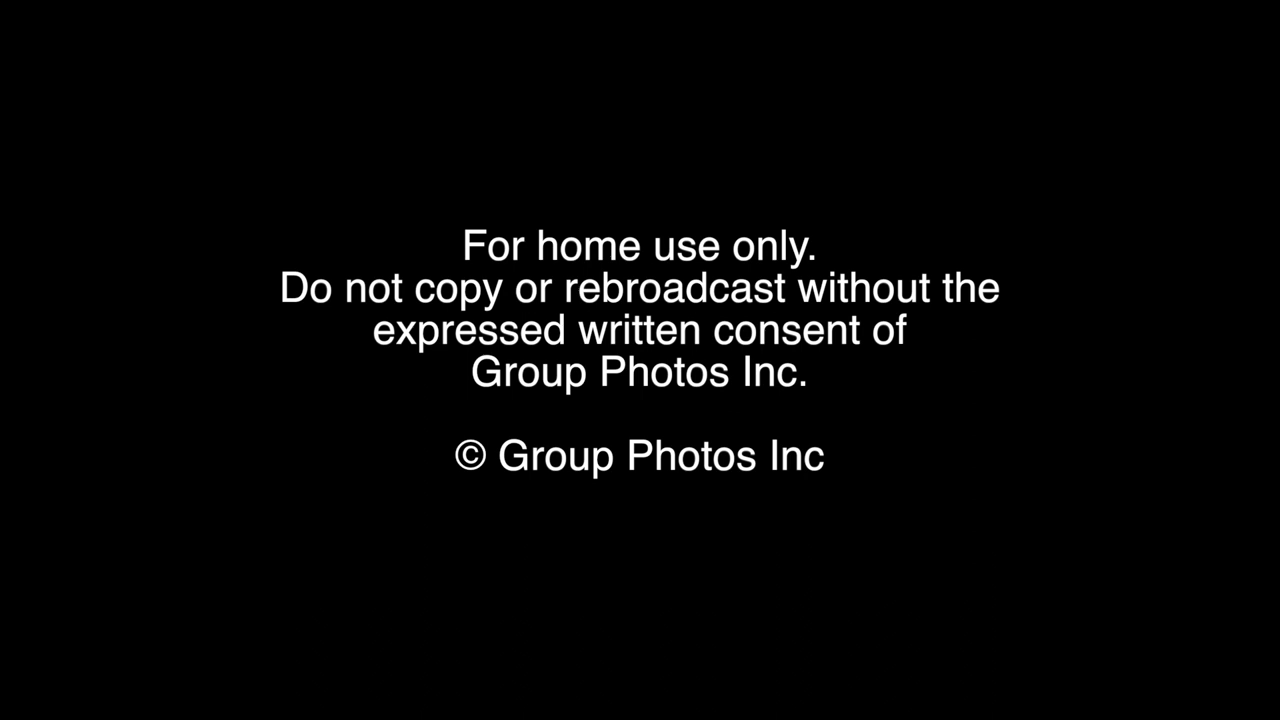 For home use only.
Do not copy or rebroadcast without the
expressed written consent of
Group Photos Inc.
© Group Photos Inc